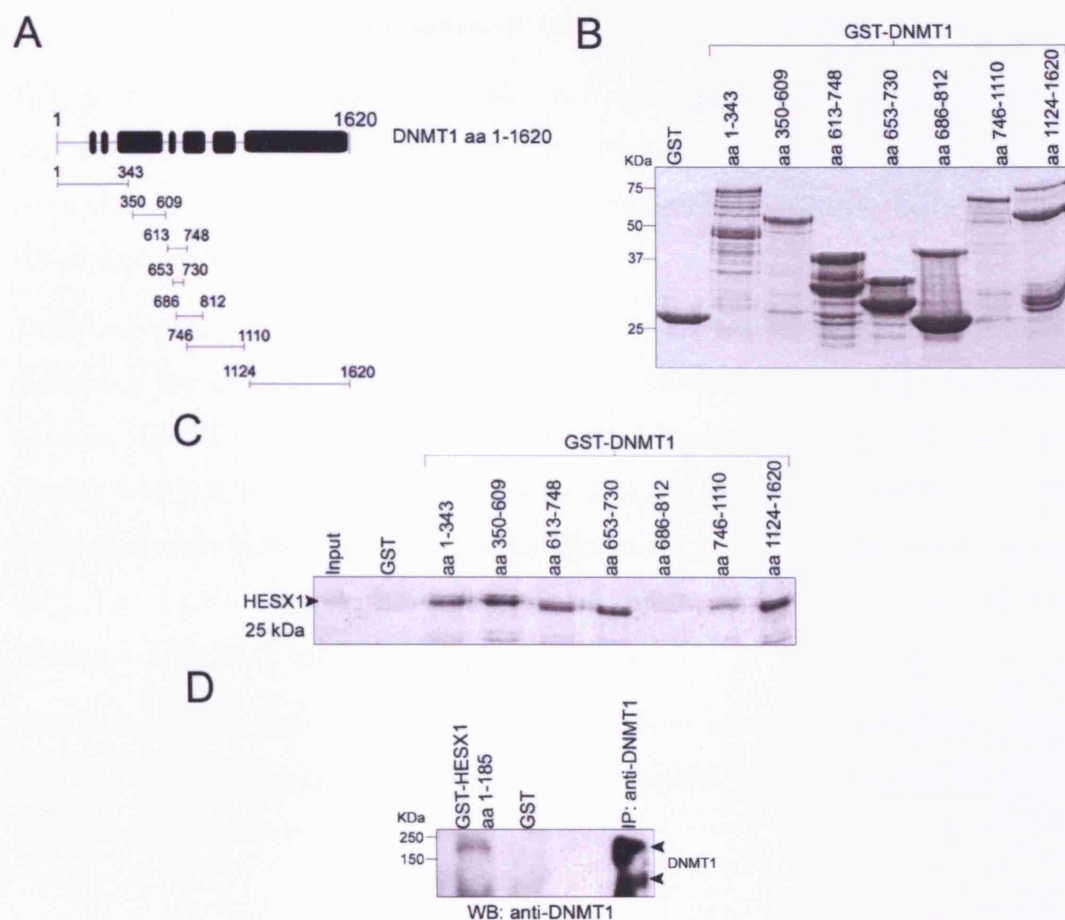 A
1
1620
DNMT1 aa 1-1620
1
343
350
609
613
748
653
730
686
812
746
1110
1124
1620
B
GST-DNMT1
GST
aa 1-343
aa 350-609
aa 613-748
aa 653-730
aa 686-812
aa 746-1110
aa 1124-1620
KDa
75
50
37
25
C
GST-DNMT1
Input
GST
aa 1-343
aa 350-609
aa 613-748
aa 653-730
aa 686-812
aa 746-1110
aa 1124-1620
HESX1
25 kDa
D
GST-HESX1
aa 1-185
GST
IP: anti-DNMT1
KDa
250
150
DNMT1
WB: anti-DNMT1